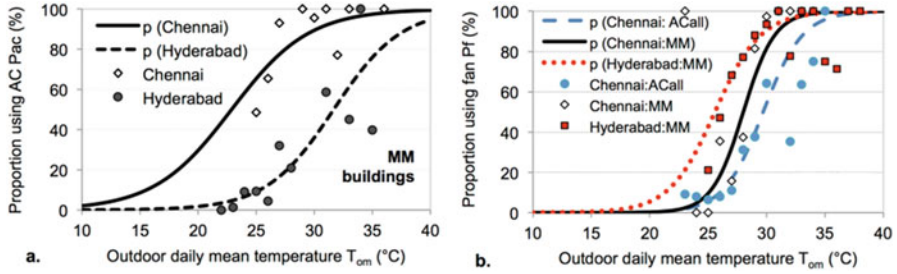 Proportion using AC Pac (%)
100
80
60
40
20
0
p (Chennai)
p (Hyderabad)
Chennai
Hyderabad
MM
buildings
10 15 20 25 30 35 40
a. Outdoor daily mean temperature Tom (°C)
Proportion using fan Pf (%)
100
80
60
40
20
0
p (Chennai: ACall)
p (Chennai:MM)
p (Hyderabad:MM)
Chennai:ACall
Chennai:MM
Hyderabad:MM
10 15 20 25 30 35 40
b. Outdoor daily mean temperature Tom (°C)